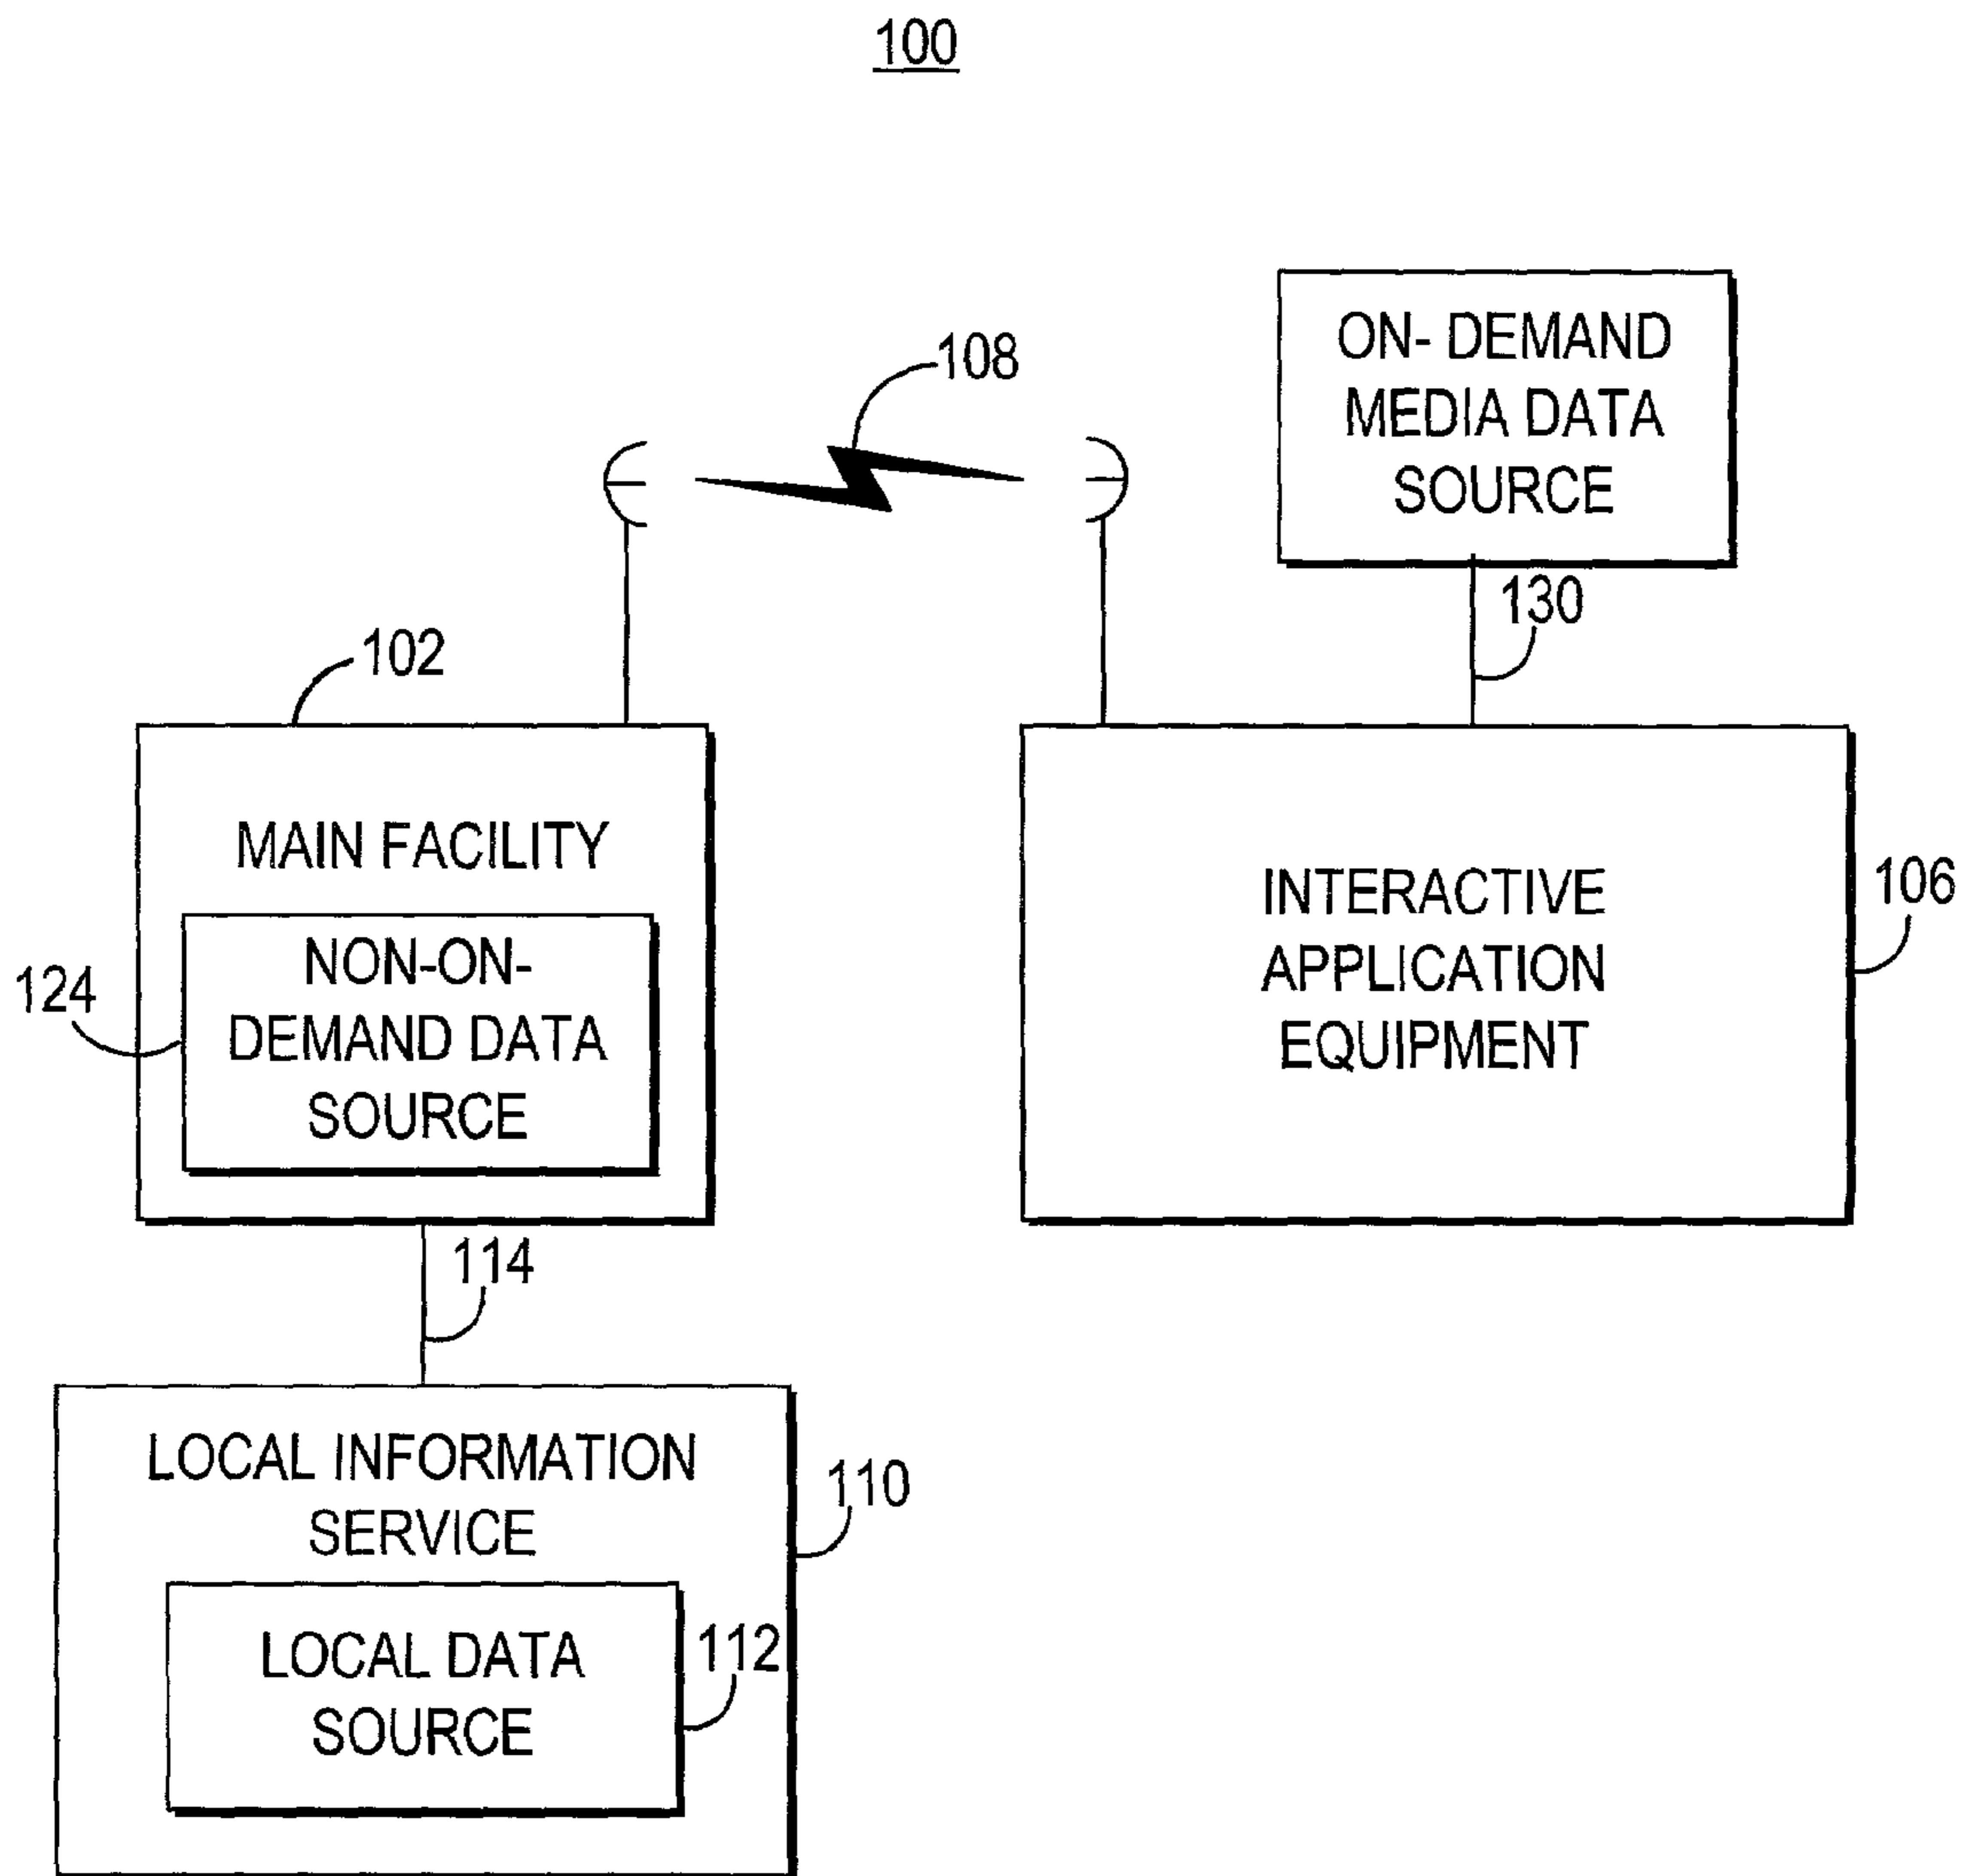 100
108
ON- DEMAND
MEDIA DATA
SOURCE
130
102
MAIN FACILITY
NON-ON-
DEMAND DATA
SOURCE
124
INTERACTIVE
APPLICATION
EQUIPMENT
106
114
LOCAL INFORMATION
SERVICE
110
LOCAL DATA
SOURCE
112